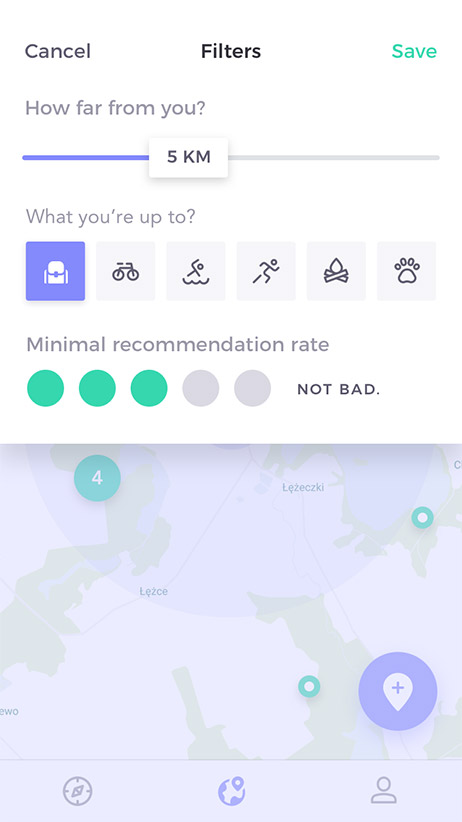 Cancel
Filters
Save
How far from you?
5 KM
What you’re up to?
Minimal recommendation rate
NOT BAD.
4
Łężeczki
Łężce
ewo